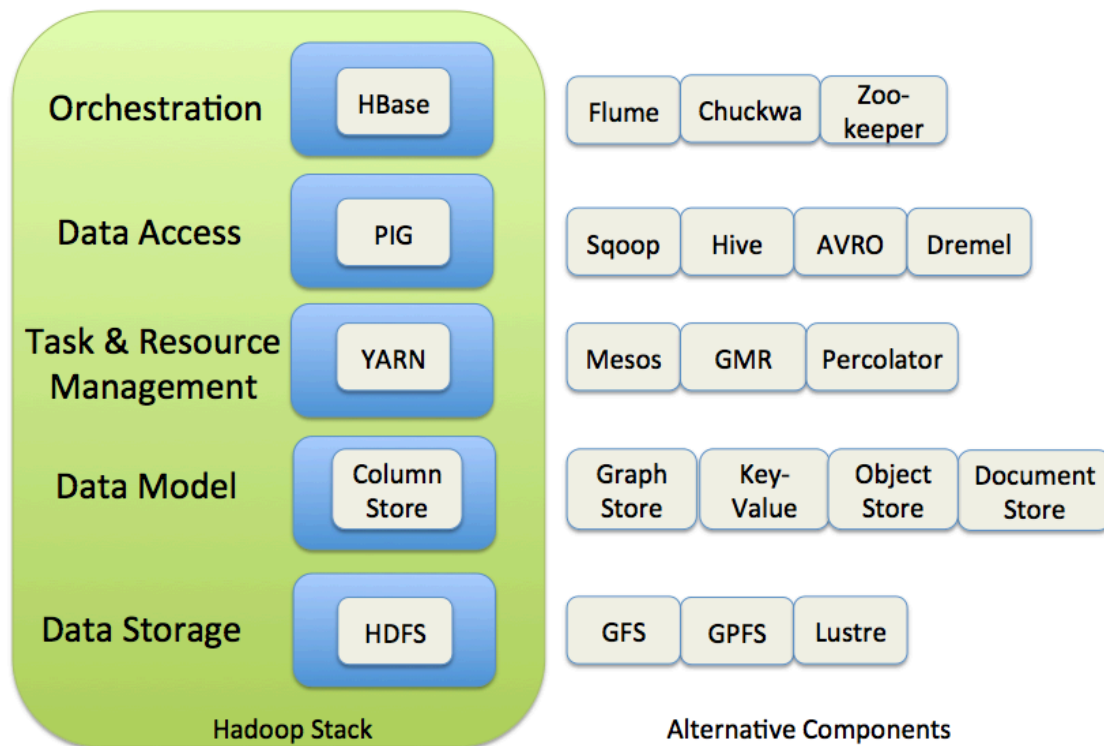 Orchestration
HBase
Flume
Chuckwa
Zoo-
keeper
Data Access
PIG
Sqoop
Hive
AVRO
Dremel
Task & Resource
Management
YARN
Mesos
GMR
Percolator
Data Model
Column
Store
Graph
Store
Key-
Value
Object
Store
Document
Store
Data Storage
HDFS
GFS
GPFS
Lustre
Hadoop Stack
Alternative Components